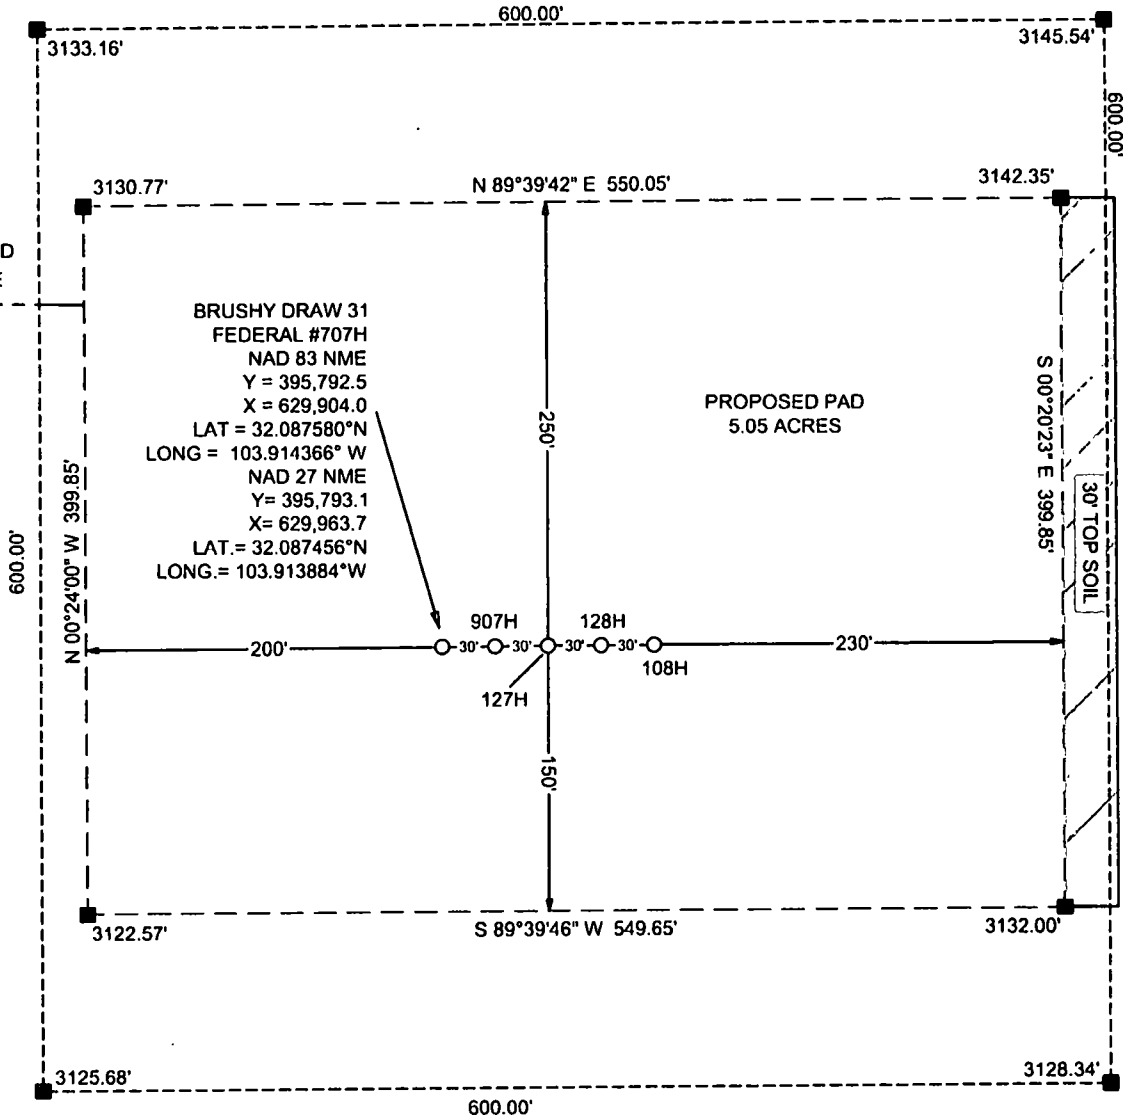 600.00'
3133.16'
3145.54'
600.00'
3130.77'
N 89°39'42" E 550.05'
3142.35'
D
BRUSHY DRAW 31
FEDERAL #707H
NAD 83 NME
Y = 395,792.5
X = 629,904.0
LAT = 32.087580°N
LONG = 103.914366° W
NAD 27 NME
Y= 395,793.1
X= 629,963.7
LAT.= 32.087456°N
LONG.= 103.913884°W
PROPOSED PAD
5.05 ACRES
250'
S 00°20'23" E 399.85'
30' TOP SOIL
600.00'
N 00°24'00" W 399.85'
907H
128H
200'
30'
30'
30'
30'
230'
127H
108H
150'
3122.57'
S 89°39'46" W 549.65'
3132.00'
3125.68'
3128.34'
600.00'